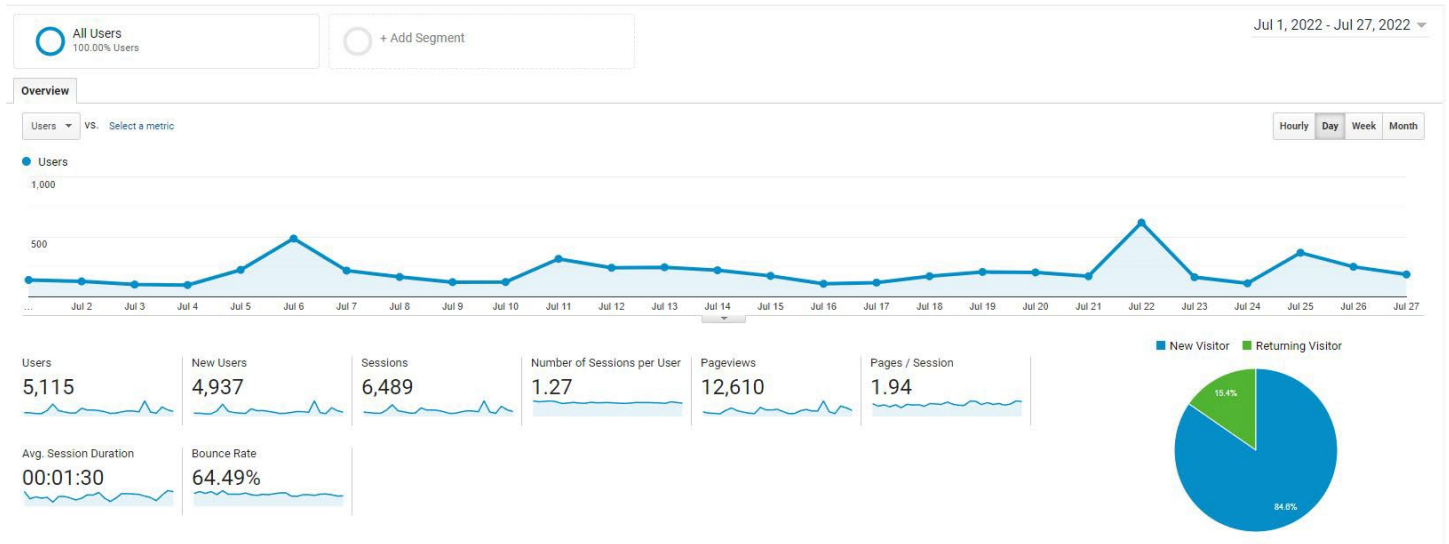 All Users
100.00% Users
+ Add Segment
Jul 1, 2022 - Jul 27, 2022
Overview
Users VS. Select a metric
Hourly Day Week Month
Users
1,000
500
... Jul 2 Jul 3 Jul 4 Jul 5 Jul 6 Jul 7 Jul 8 Jul 9 Jul 10 Jul 11 Jul 12 Jul 13 Jul 14 Jul 15 Jul 16 Jul 17 Jul 18 Jul 19 Jul 20 Jul 21 Jul 22 Jul 23 Jul 24 Jul 25 Jul 26 Jul 27
New Visitor Returning Visitor
Users New Users Sessions Number of Sessions per User Pageviews Pages / Session
5,115 4,937 6,489 1.27 12,610 1.94
15.4%
Avg. Session Duration Bounce Rate
00:01:30 64.49%
84.6%